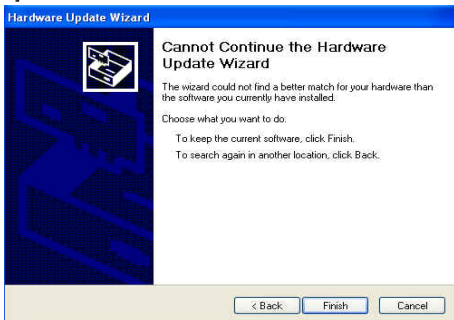 Hardware Update Wizard
Cannot Continue the Hardware
Update Wizard
The wizard could not find a better match for your hardware than
the software you currently have installed.
Choose what you want to do.
To keep the current software, click Finish.
To search again in another location, click Back.
< Back
Finish
Cancel